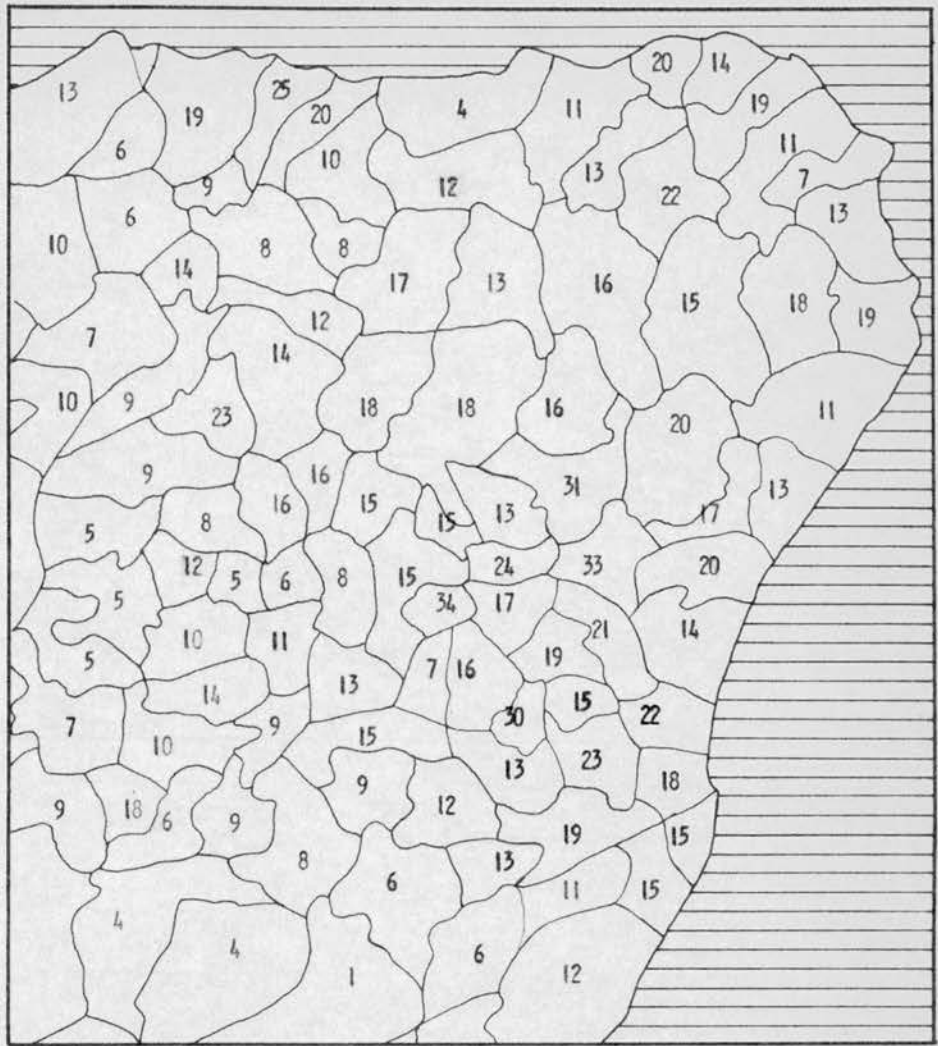 20 14
13 19 25 20 4 11 19
6 10 13 11
9 12 22 7
6 13
10 8 8
14 17 13 16 15 18 19
7 12
14
10 9 23 18 18 16 20 11
9 16 31 13
5 8 16 15 15 13 17
12 5 6 8 15 24 33 20
5 34 17
10 11 21 14
5 14 13 7 16 19
7 9 30 15 22
10 15 13 23
9 18 6 9 9 12 18
19 15
8 13
6 11 15
4 4 6 12
1